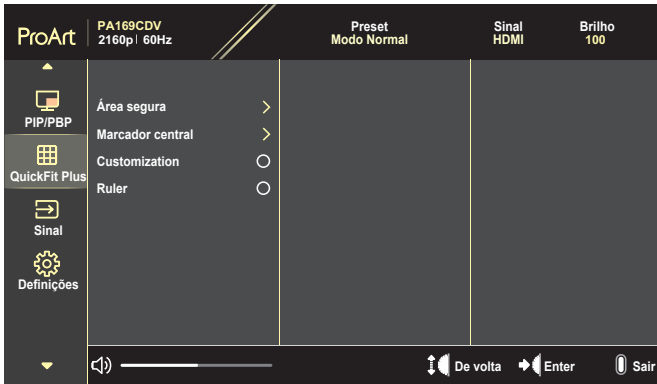 ProArt
PA169CDV
2160p | 60Hz
Preset
Modo Normal
Sinal
HDMI
Brilho
100
PIP/PBP
QuickFit Plus
Sinal
Definições
Área segura
Marcador central
Customization
Ruler
De volta
Enter
Sair